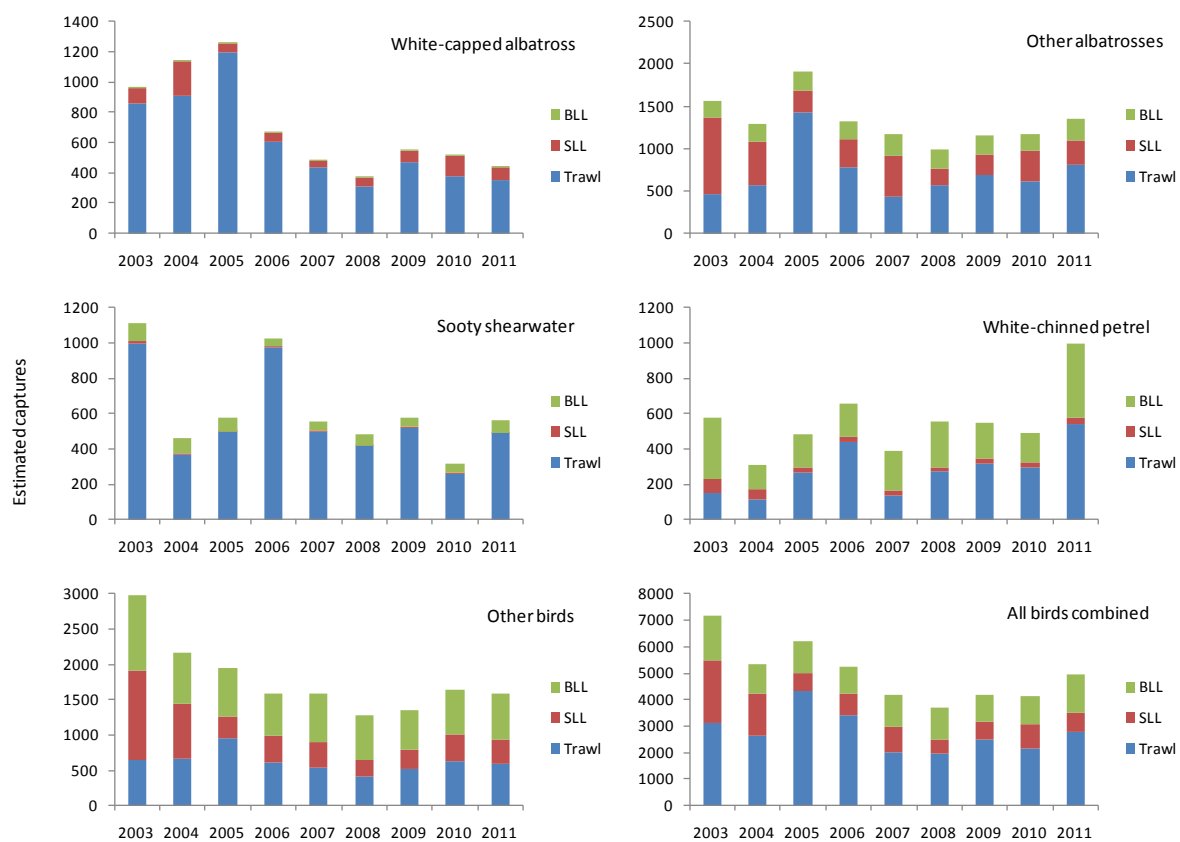 Estimated captures
White-capped albatross
1400
1200
1000
800
600
400
200
0
2003 2004 2005 2006 2007 2008 2009 2010 2011
BLL
SLL
Trawl
Other albatrosses
2500
2000
1500
1000
500
0
2003 2004 2005 2006 2007 2008 2009 2010 2011
BLL
SLL
Trawl
Sooty shearwater
1200
1000
800
600
400
200
0
2003 2004 2005 2006 2007 2008 2009 2010 2011
BLL
SLL
Trawl
White-chinned petrel
1200
1000
800
600
400
200
0
2003 2004 2005 2006 2007 2008 2009 2010 2011
BLL
SLL
Trawl
Other birds
3000
2500
2000
1500
1000
500
0
2003 2004 2005 2006 2007 2008 2009 2010 2011
BLL
SLL
Trawl
All birds combined
8000
7000
6000
5000
4000
3000
2000
1000
0
2003 2004 2005 2006 2007 2008 2009 2010 2011
BLL
SLL
Trawl